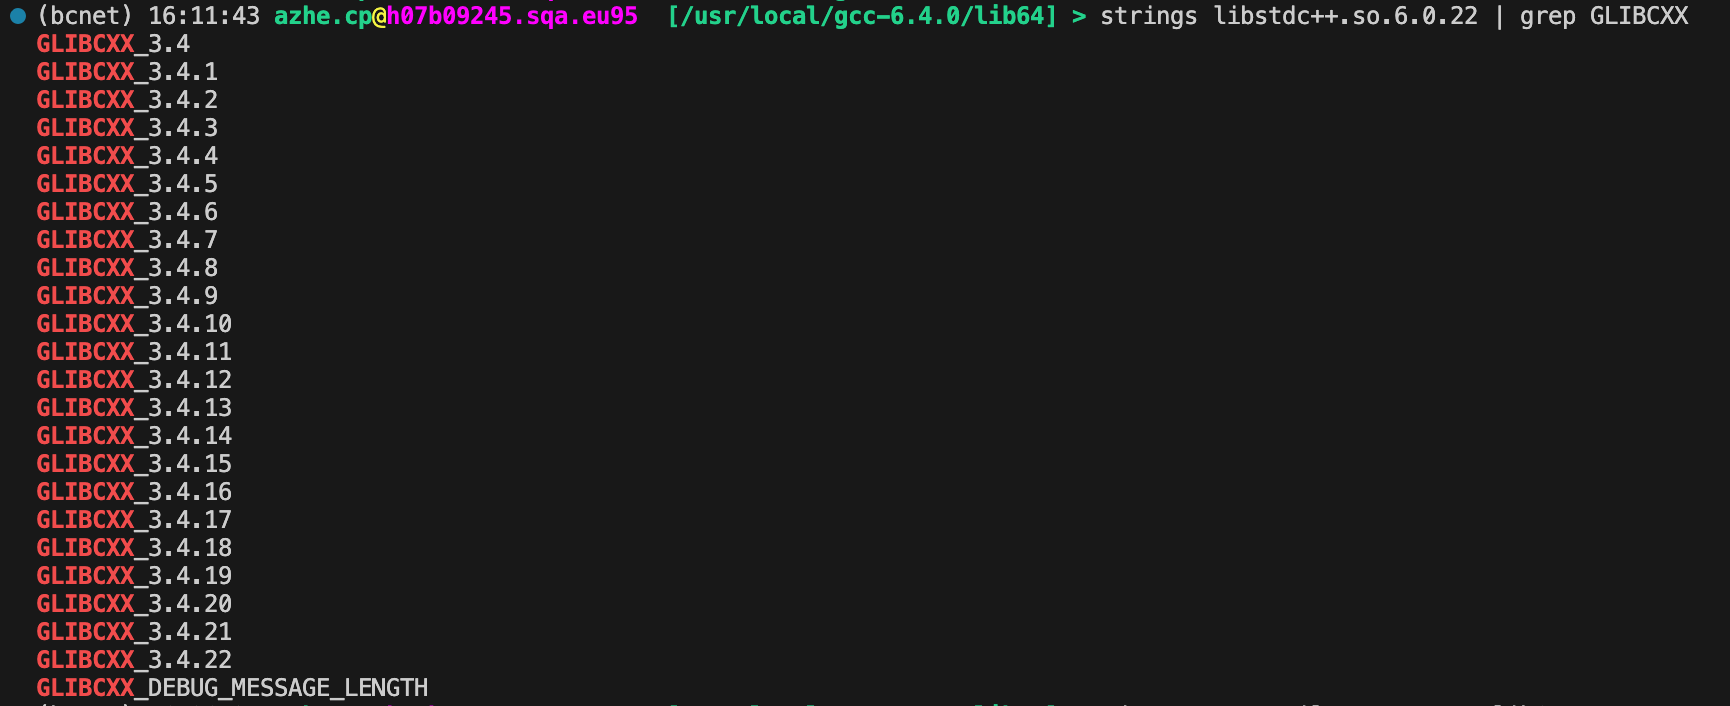 (bcnet) 16:11:43 azhe.cp@h07b09245.sqa.eu95 [/usr/local/gcc-6.4.0/lib64] > strings libstdc++.so.6.0.22 | grep GLIBCXX
GLIBCXX_3.4
GLIBCXX_3.4.1
GLIBCXX_3.4.2
GLIBCXX_3.4.3
GLIBCXX_3.4.4
GLIBCXX_3.4.5
GLIBCXX_3.4.6
GLIBCXX_3.4.7
GLIBCXX_3.4.8
GLIBCXX_3.4.9
GLIBCXX_3.4.10
GLIBCXX_3.4.11
GLIBCXX_3.4.12
GLIBCXX_3.4.13
GLIBCXX_3.4.14
GLIBCXX_3.4.15
GLIBCXX_3.4.16
GLIBCXX_3.4.17
GLIBCXX_3.4.18
GLIBCXX_3.4.19
GLIBCXX_3.4.20
GLIBCXX_3.4.21
GLIBCXX_3.4.22
GLIBCXX_DEBUG_MESSAGE_LENGTH